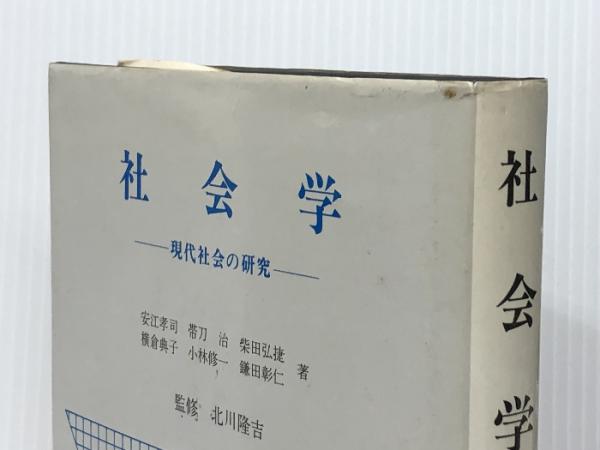 社会学
―現代社会の研究―
安江孝司 帯刀 治 柴田弘捷
横倉典子 小林修一 鎌田彰仁 著
監修 北川隆吉
社会学